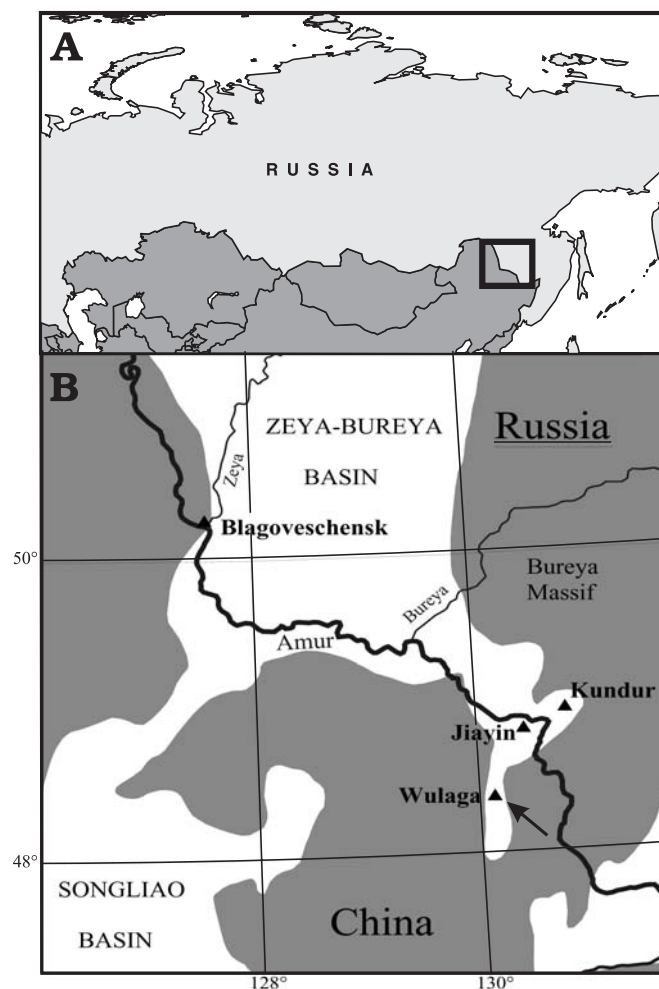 A
RUSSIA
B
ZEYA-BUREYA
BASIN
Russia
Zeya
Blagoveschensk
50°
Bureya
Massif
Bureya
Amur
Kundur
Jiayin
Wulaga
48°
SONGLIAO
BASIN
China
128°
130°